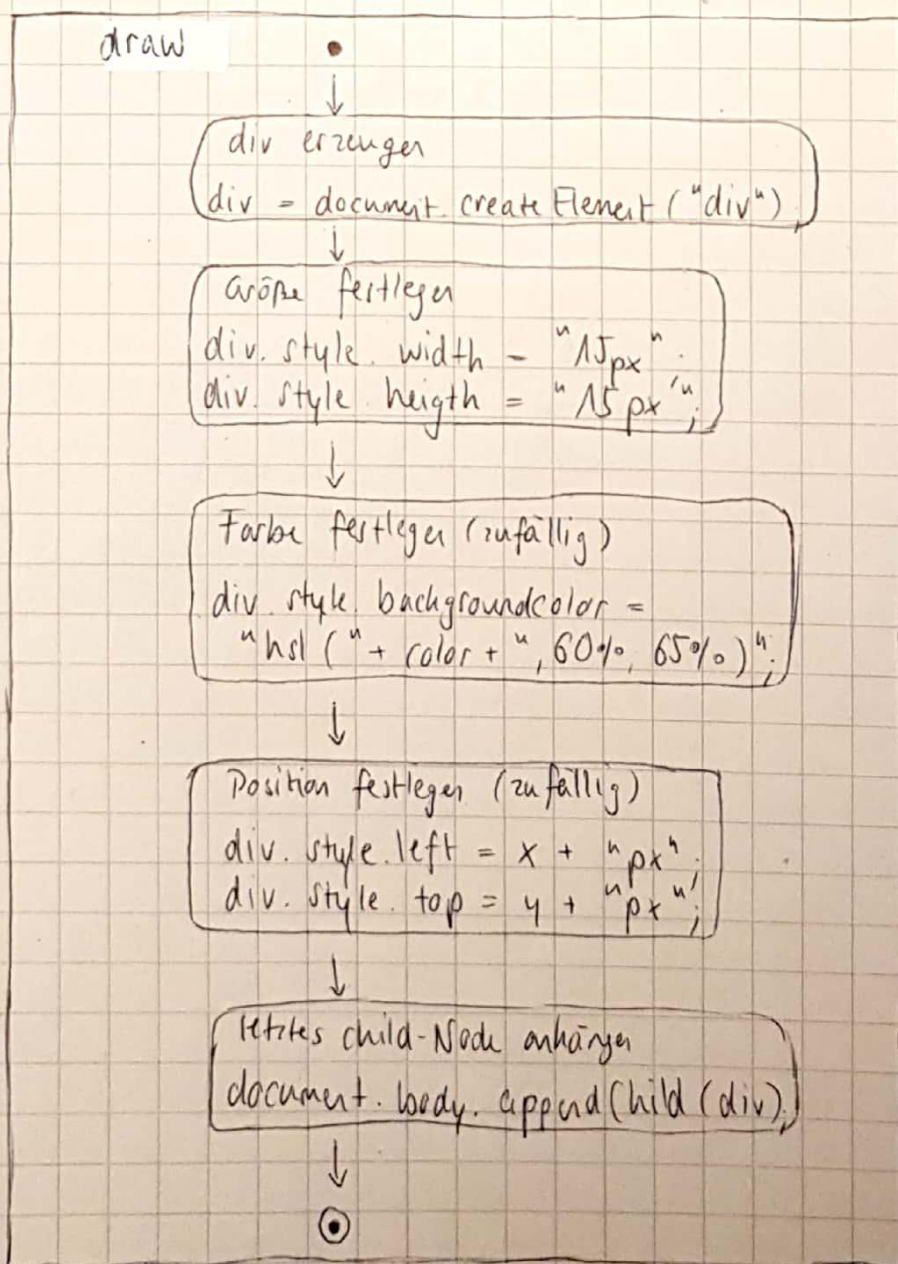 draw
div erzeugen
div = document.createElement("div")
Größe festlegen
div.style.width = "15px";
div.style.heigth = "15px";
Farbe festlegen (zufällig)
div.style.backgroundcolor =
"hsl(" + color + ", 60%, 65%)";
Position festlegen (zufällig)
div.style.left = x + "px";
div.style.top = y + "px";
letztes child-Node anhängen
document.body.appendChild(div);